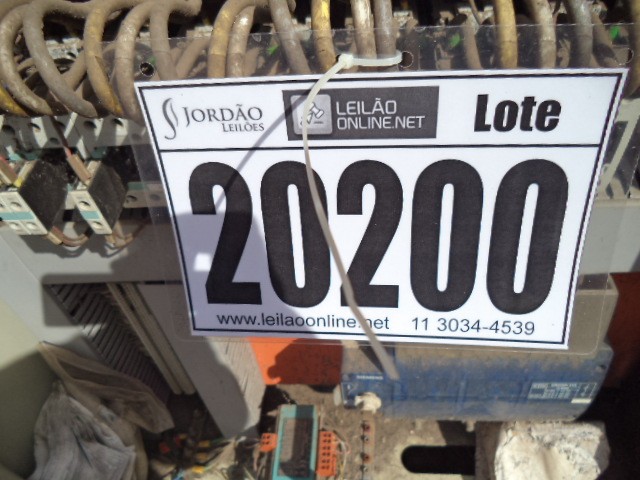 JORDÃO
LEILÕES
LEILÃO
ONLINE.NET
Lote
20200
www.leilaoonline.net 11 3034-4539